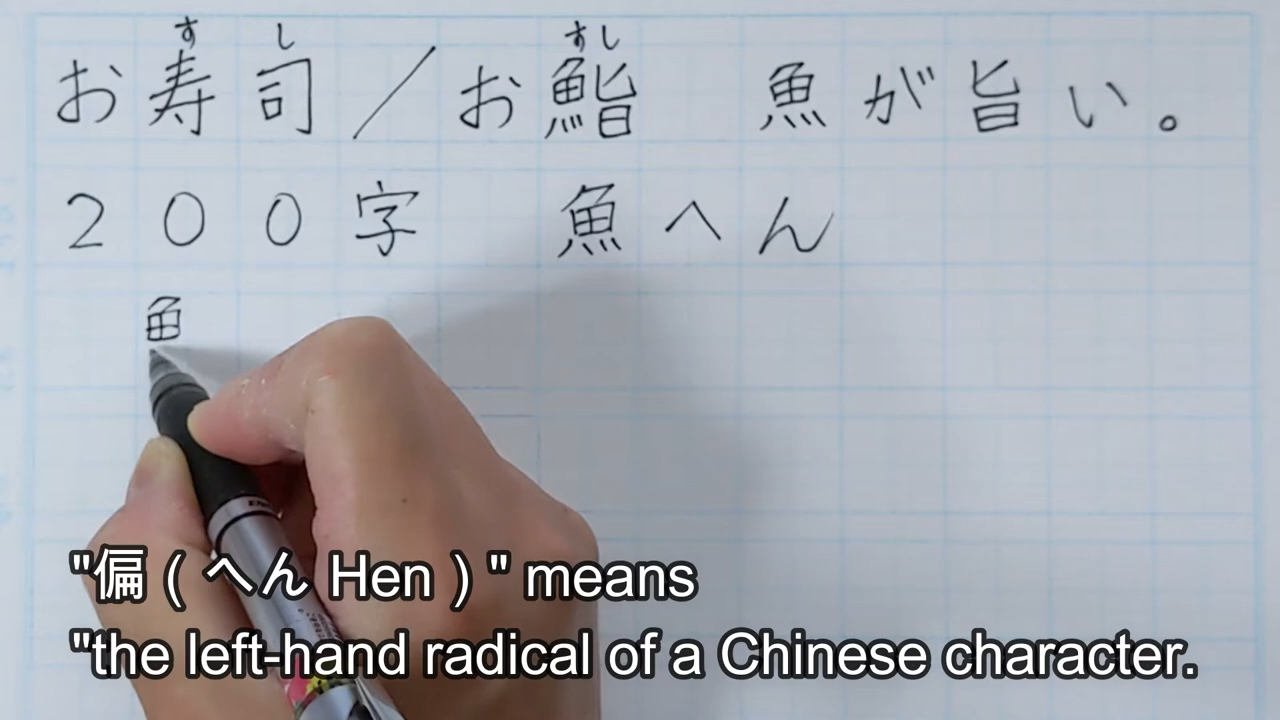 す し すし
お寿司/お鮨 魚が旨い。
200字 魚へん
"偏(へん Hen)" means
"the left-hand radical of a Chinese character.